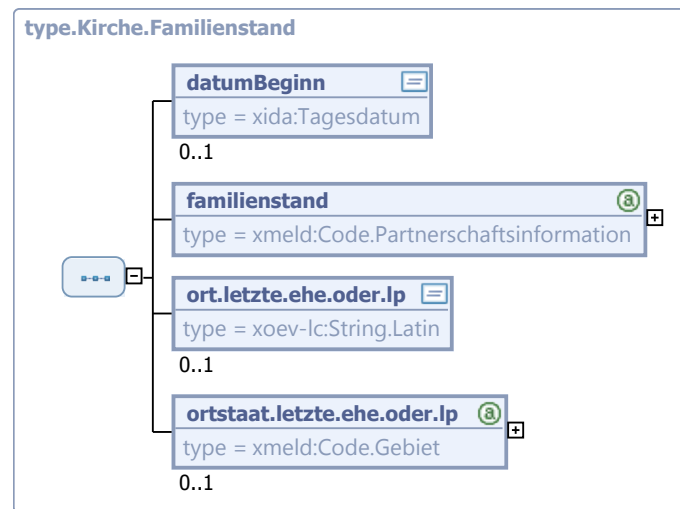 type.Kirche.Familienstand
datumBeginn
type = xida:Tagesdatum
0..1
familienstand
type = xmeld:Code.Partnerschaftsinformation
ort.letzte.ehe.oder.lp
type = xoev-lc:String.Latin
0..1
ortstaat.letzte.ehe.oder.lp
type = xmeld:Code.Gebiet
0..1